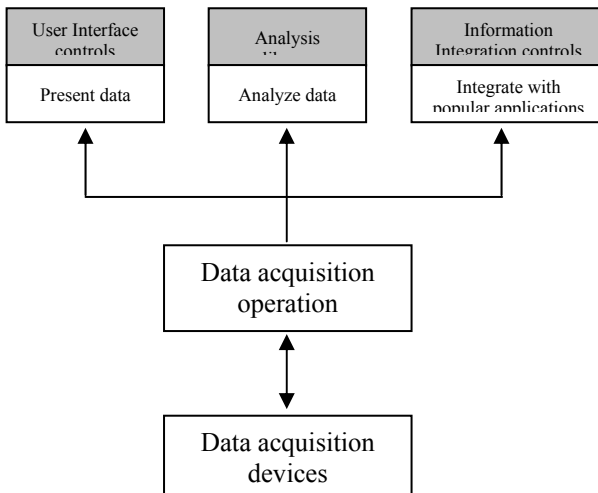 User Interface
controls
Present data
Analysis
Analyze data
Information
Integration controls
Integrate with
popular applications
Data acquisition
operation
Data acquisition
devices